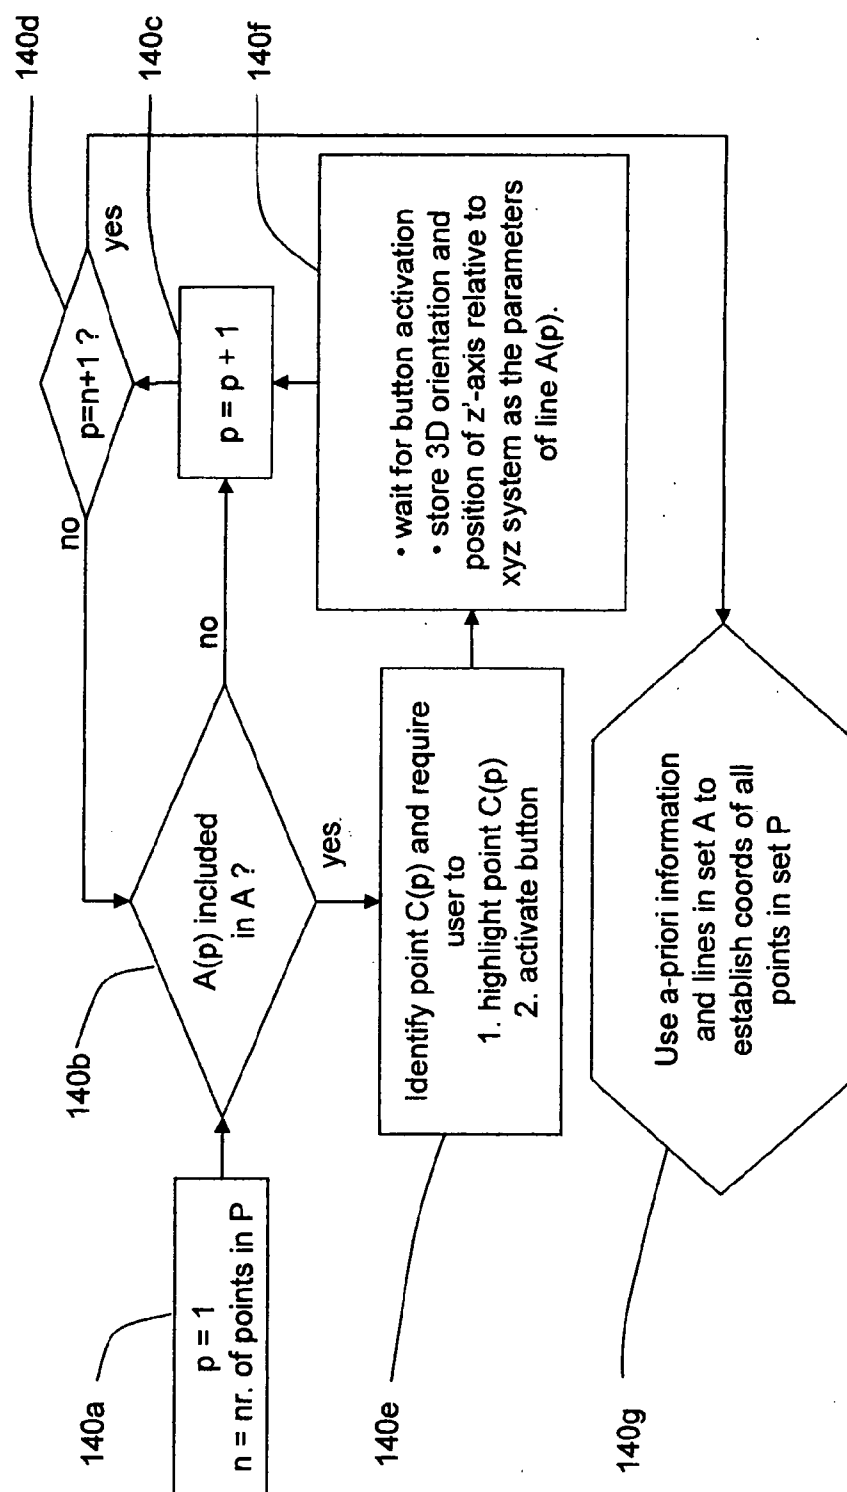 140a
p = 1
n = nr. of points in P
140b
A(p) included
in A ?
no
yes
140c
p = p + 1
140d
p=n+1 ?
no
yes
140e
Identify point C(p) and require
user to
1. highlight point C(p)
2. activate button
140f
• wait for button activation
• store 3D orientation and
position of z'-axis relative to
xyz system as the parameters
of line A(p).
140g
Use a-priori information
and lines in set A to
establish coords of all
points in set P